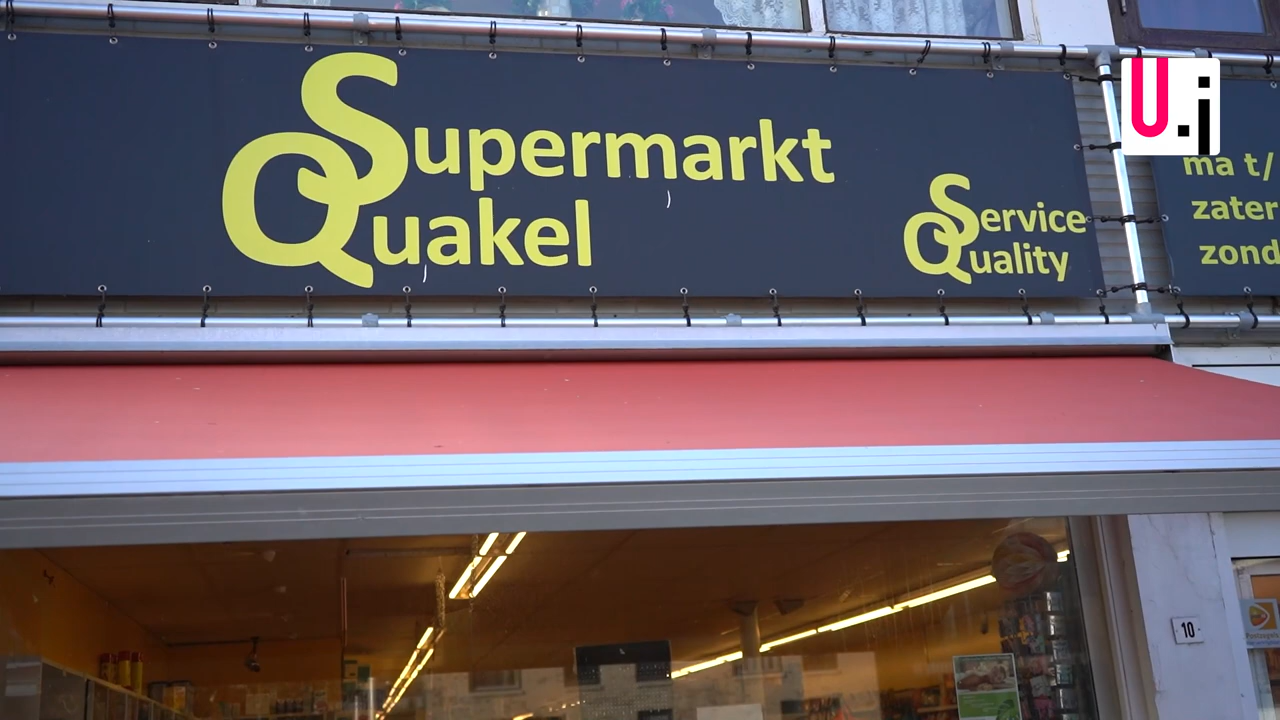 Supermarkt
Quakel
Service
Quality
U.j
ma t/
zater
zond
10